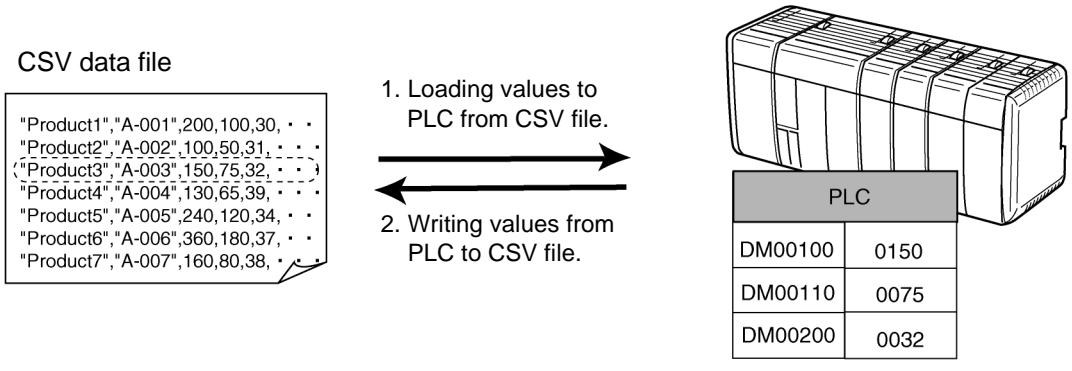 CSV data file
"Product1","A-001",200,100,30, · ·
"Product2","A-002",100,50,31, · · ·
"Product3","A-003",150,75,32, · · ·
"Product4","A-004",130,65,39, · · ·
"Product5","A-005",240,120,34, · ·
"Product6","A-006",360,180,37, · ·
"Product7","A-007",160,80,38, · · ·
1. Loading values to
PLC from CSV file.
2. Writing values from
PLC to CSV file.
PLC
DM00100 0150
DM00110 0075
DM00200 0032